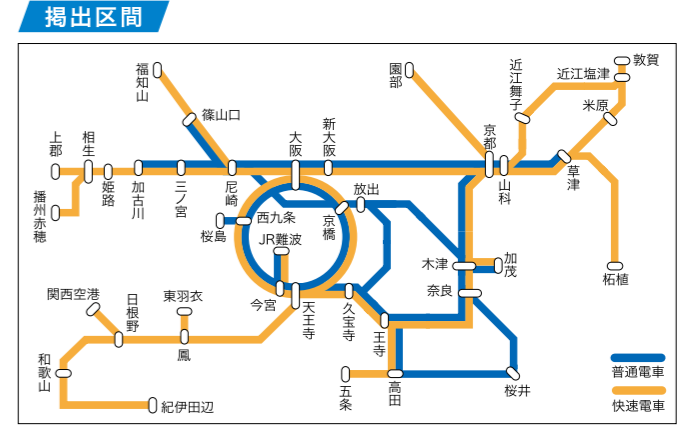 掲出区間
敦賀
近江塩津
近江舞子
米原
園部
福知山
篠山口
新大阪
大阪
京都
上郡
相生
姫路
加古川
三ノ宮
尼崎
山科
草津
播州赤穂
放出
京橋
西九条
桜島
JR難波
木津
加茂
柘植
奈良
関西空港
日根野
東羽衣
今宮
天王寺
久宝寺
王寺
鳳
和歌山
高田
五条
桜井
紀伊田辺
普通電車
快速電車